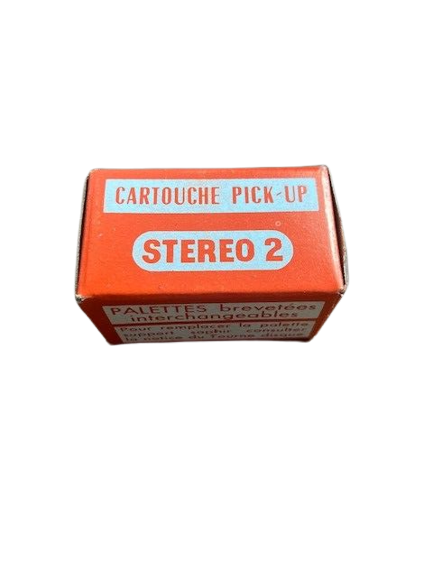 CARTOUCHE PICK-UP
STEREO 2
PALETTES brevetées
interchangeables
Pour remplacer la palette
support saphir consulter
la notice du Tourne disque